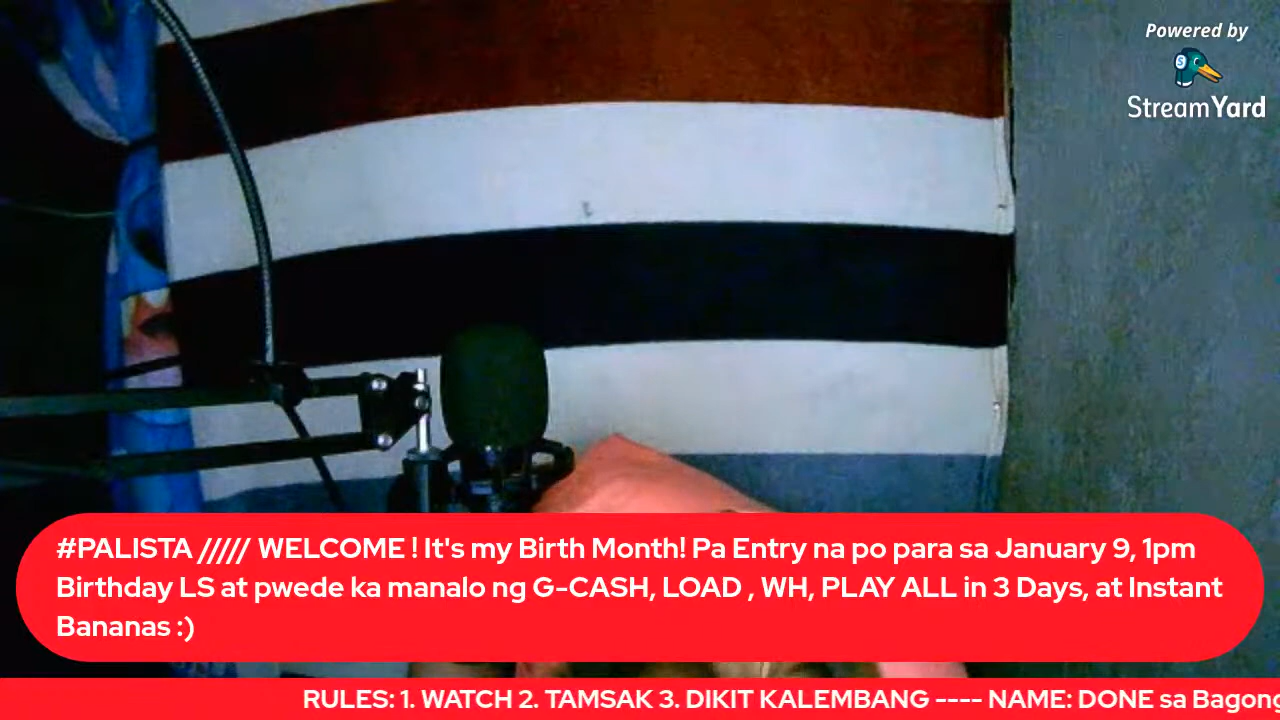 Powered by
StreamYard
#PALISTA ///// WELCOME ! It's my Birth Month! Pa Entry na po para sa January 9, 1pm
Birthday LS at pwede ka manalo ng G-CASH, LOAD , WH, PLAY ALL in 3 Days, at Instant
Bananas :)
RULES: 1. WATCH 2. TAMSAK 3. DIKIT KALEMBANG ---- NAME: DONE sa Bagong